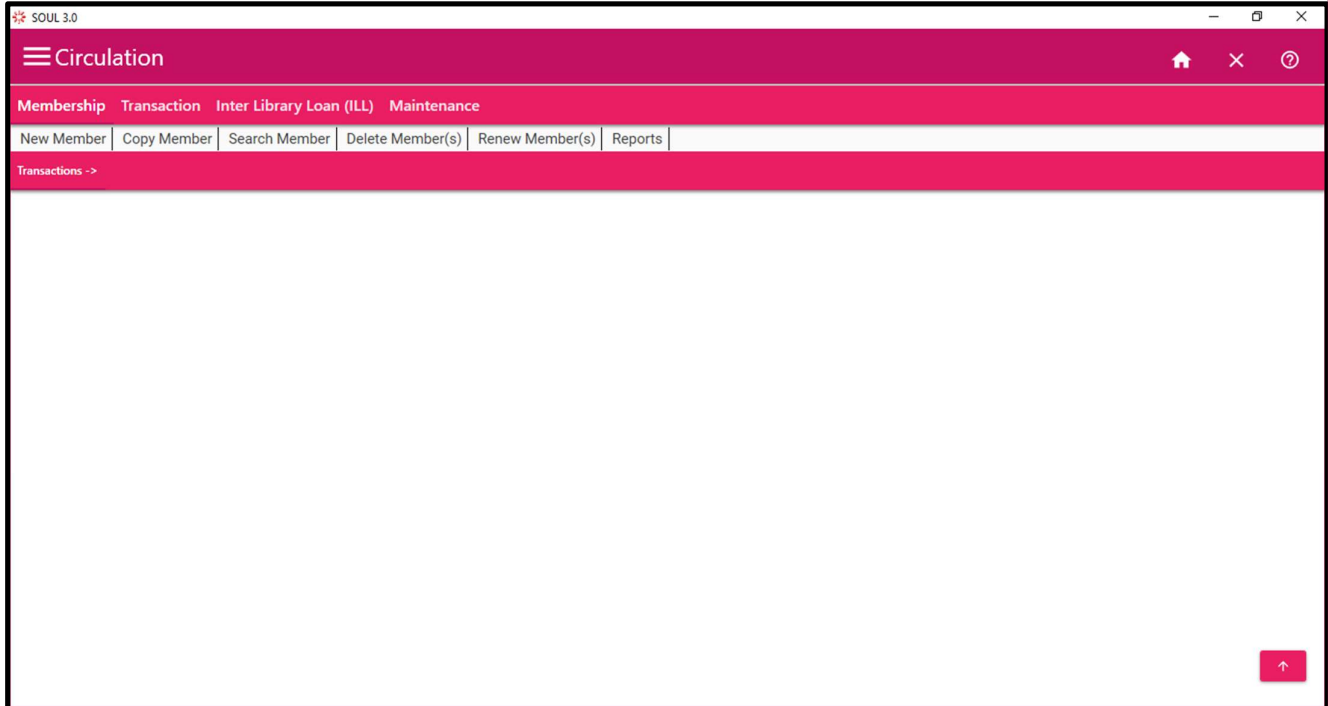 SOUL 3.0
Circulation
Membership Transaction Inter Library Loan (ILL) Maintenance
New Member Copy Member Search Member Delete Member(s) Renew Member(s) Reports
Transactions ->